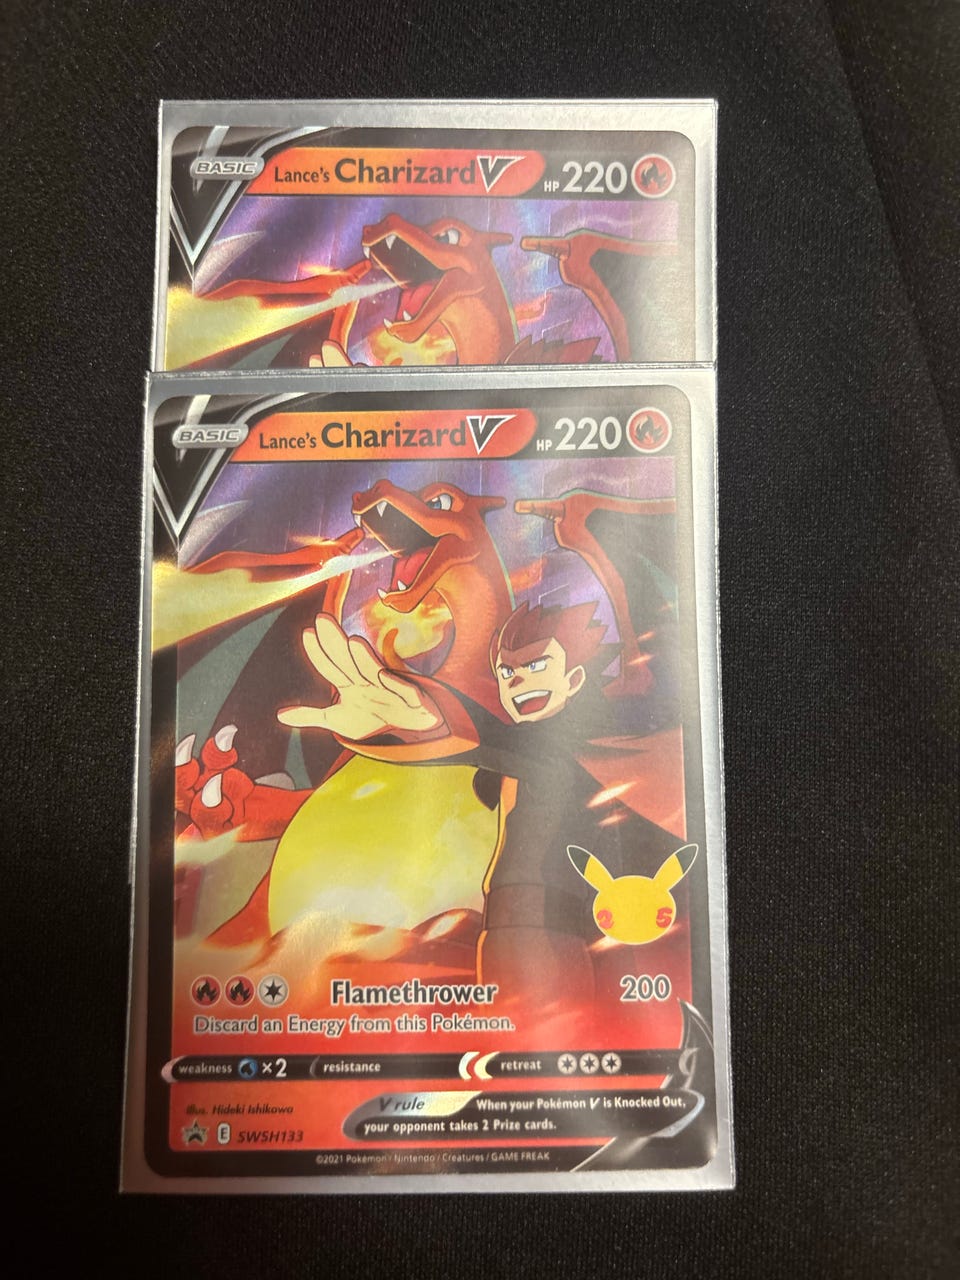 BASIC Lance's Charizard V HP 220
BASIC Lance's Charizard V HP 220
25
Flamethrower 200
Discard an Energy from this Pokémon.
weakness ×2 resistance retreat
Illus. Hideki Ishikawa
V rule When your Pokémon V is Knocked Out,
your opponent takes 2 Prize cards.
E SWSH133
©2021 Pokémon / Nintendo / Creatures / GAME FREAK